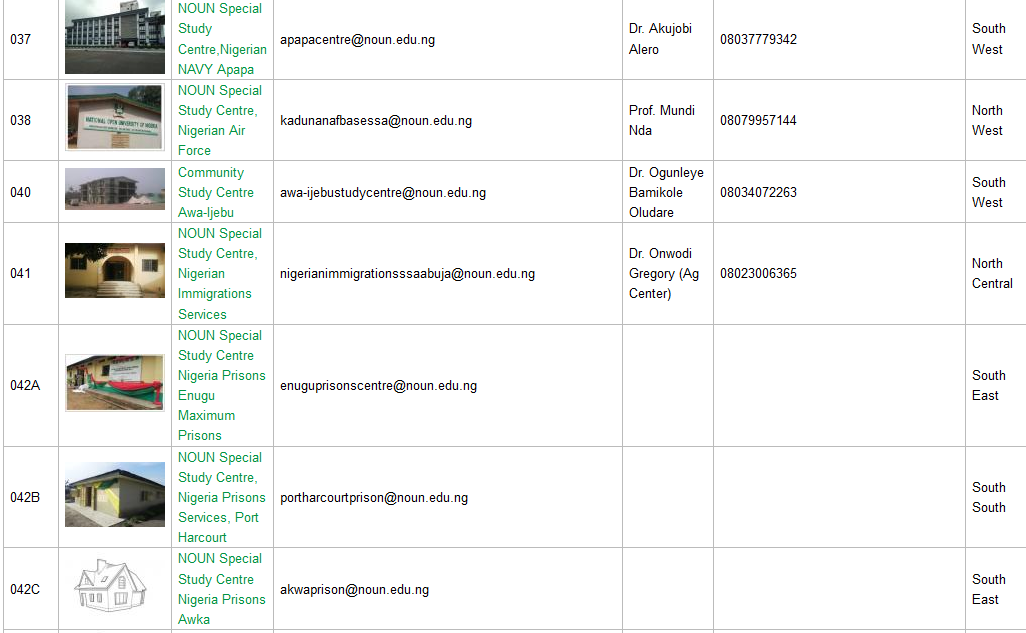 037
NOUN Special
Study
Centre,Nigerian
NAVY Apapa
apapacentre@noun.edu.ng
Dr. Akujobi
Alero
08037779342
South
West
038
NATIONAL OPEN UNIVERSITY OF NIGERIA
NOUN Special
Study Centre,
Nigerian Air
Force
kadunanafbasessa@noun.edu.ng
Prof. Mundi
Nda
08079957144
North
West
040
Community
Study Centre
Awa-Ijebu
awa-ijebustudycentre@noun.edu.ng
Dr. Ogunleye
Bamikole
Oludare
08034072263
South
West
041
NOUN Special
Study Centre,
Nigerian
Immigrations
Services
nigerianimmigrationsssaabuja@noun.edu.ng
Dr. Onwodi
Gregory (Ag
Center)
08023006365
North
Central
042A
NOUN Special
Study Centre
Nigeria Prisons
Enugu
Maximum
Prisons
enuguprisonscentre@noun.edu.ng
South
East
042B
NOUN Special
Study Centre,
Nigeria Prisons
Services, Port
Harcourt
portharcourtprison@noun.edu.ng
South
South
042C
NOUN Special
Study Centre
Nigeria Prisons
Awka
akwaprison@noun.edu.ng
South
East